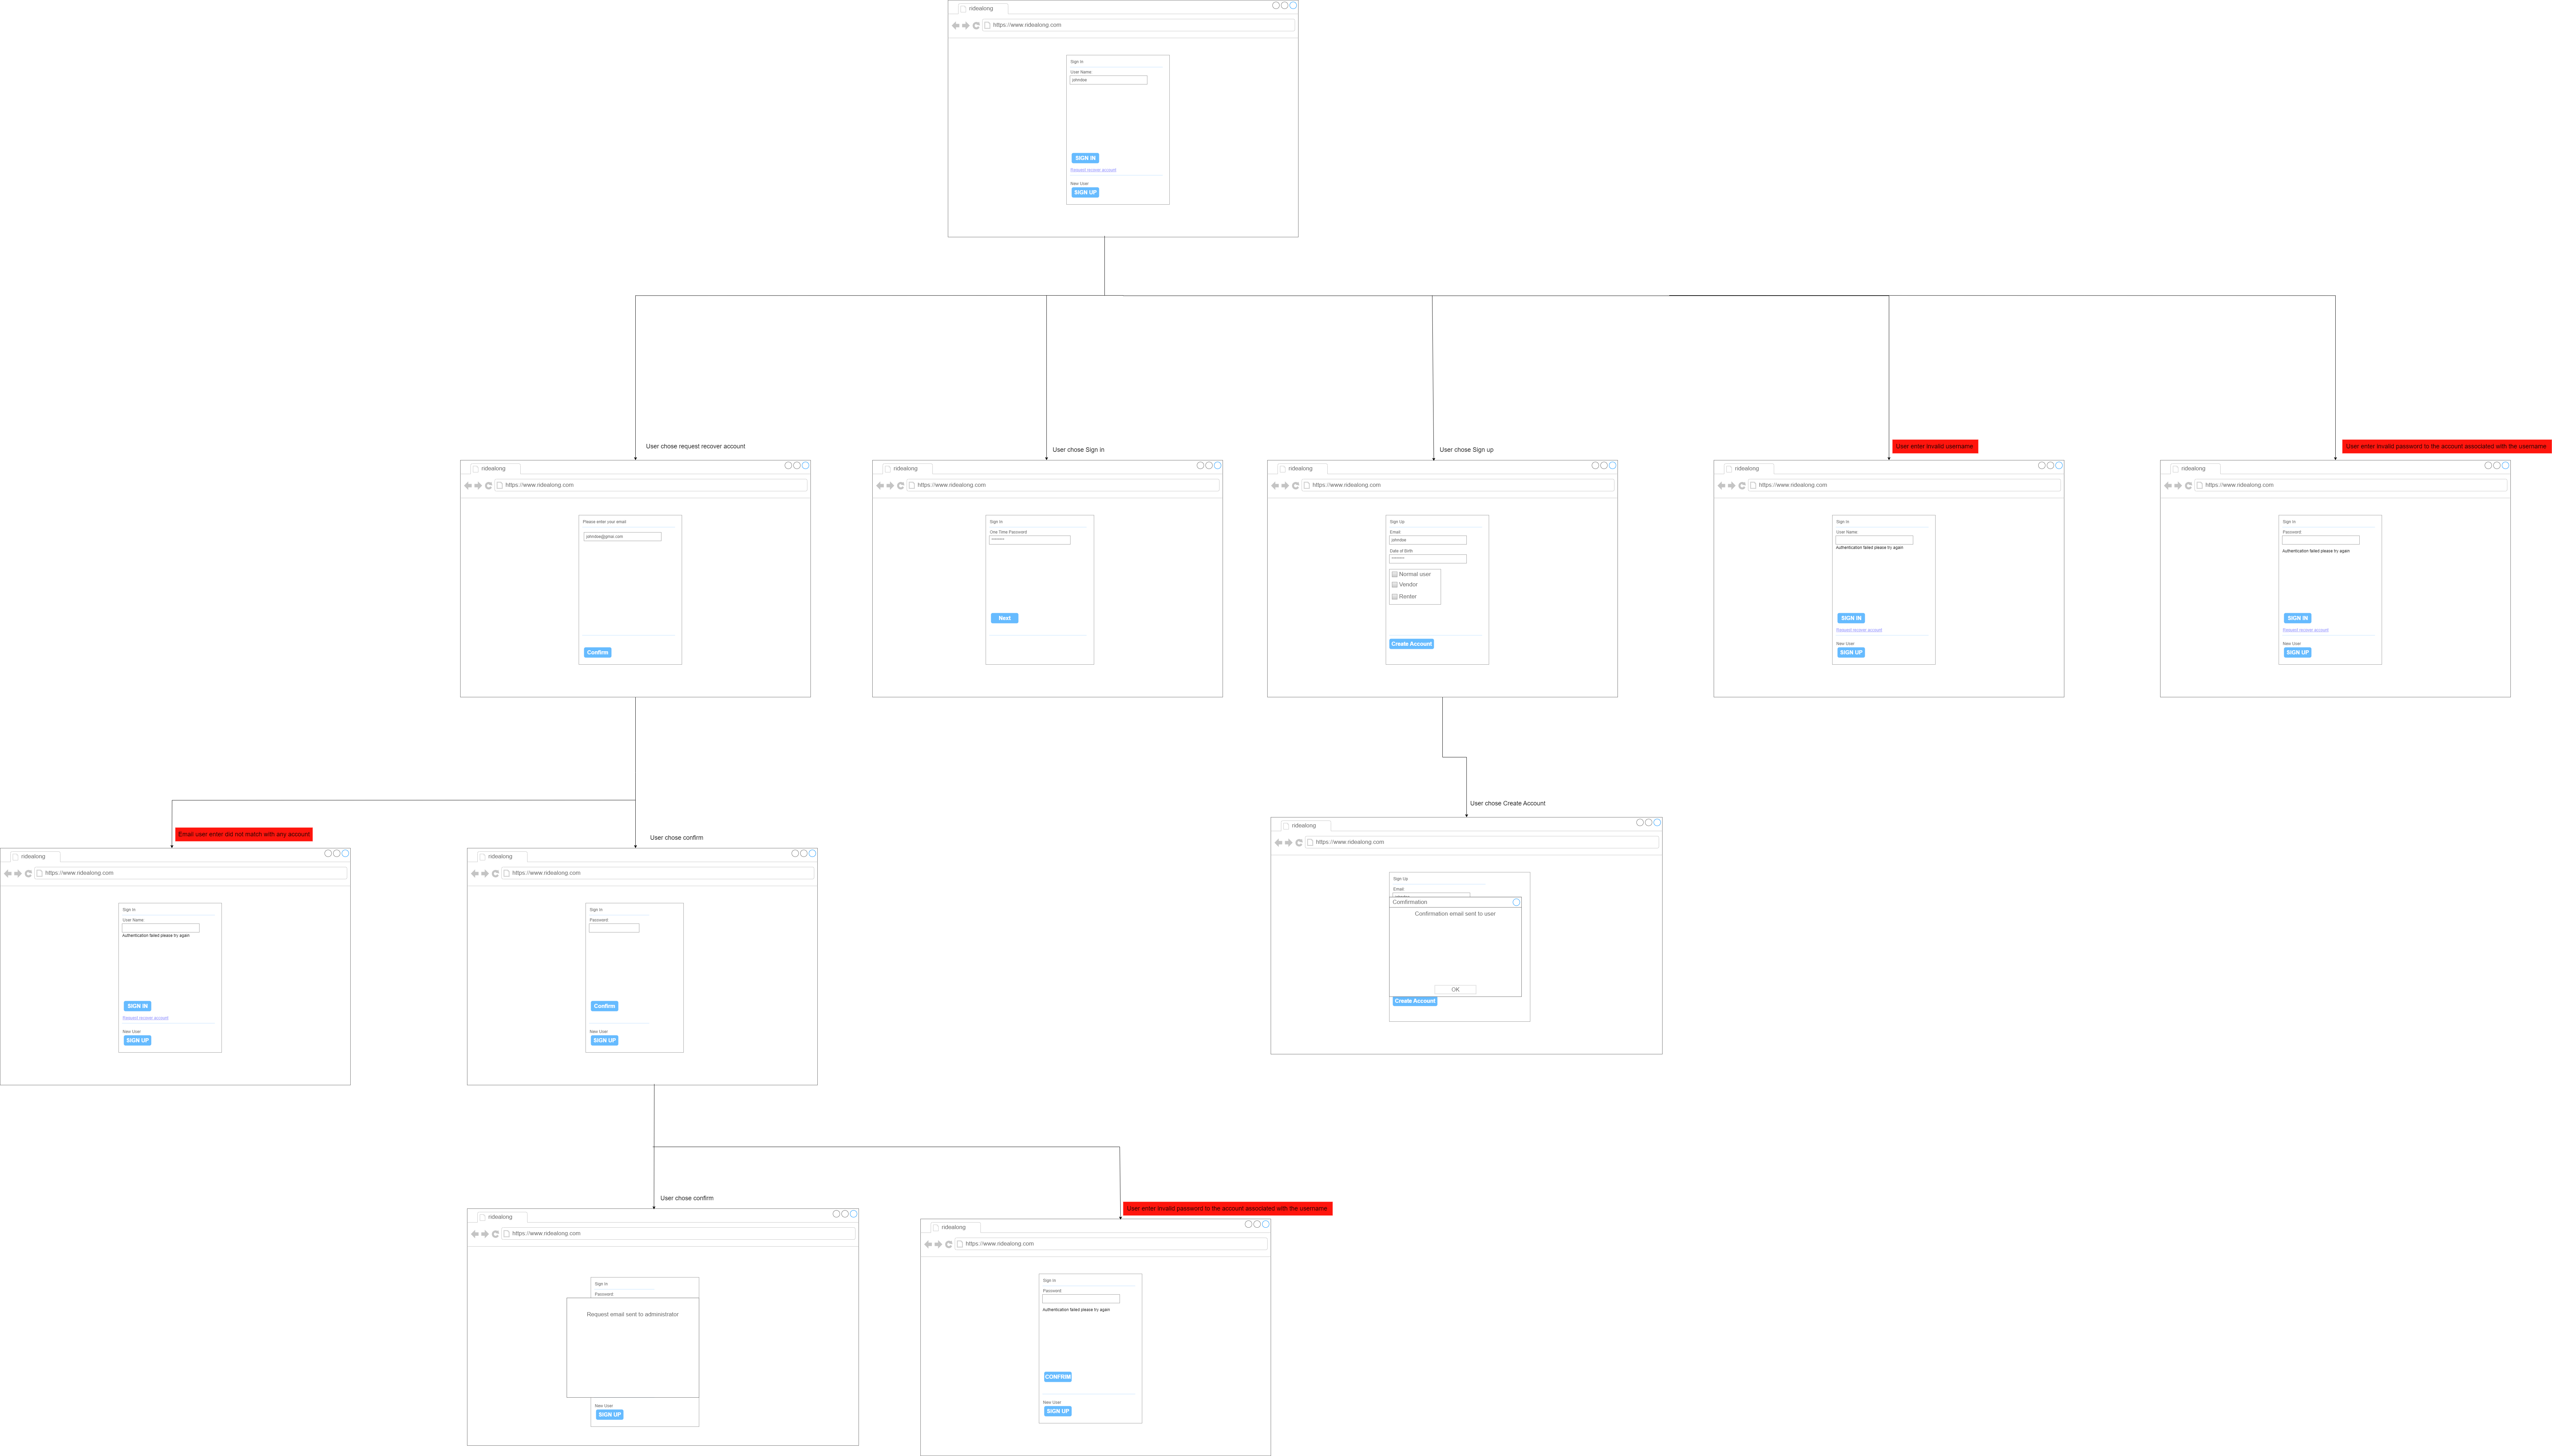 ridealong
https://www.ridealong.com
Sign in
User Name
johndoe
SIGN IN
Request recover account
New User
SIGN UP
User chose request recover account
User chose Sign in
User chose Sign up
User enter invalid username
User enter invalid password to the account associated with the username
ridealong
https://www.ridealong.com
Please enter your email
johndoe@gmai.com
Confirm
ridealong
https://www.ridealong.com
Sign In
One Time Password
**********
Next
ridealong
https://www.ridealong.com
Sign Up
Email
johndoe
Date of Birth
**********
Normal user
Vendor
Renter
Create Account
ridealong
https://www.ridealong.com
Sign in
User Name
Authentication failed please try again
SIGN IN
Request recover account
New User
SIGN UP
ridealong
https://www.ridealong.com
Sign in
Password
Authentication failed please try again
SIGN IN
Request recover account
New User
SIGN UP
Email user enter did not match with any account
User chose confirm
User chose Create Account
ridealong
https://www.ridealong.com
Sign in
User Name
Authentication failed please try again
SIGN IN
Request recover account
New User
SIGN UP
ridealong
https://www.ridealong.com
Sign in
Password
Confirm
New User
SIGN UP
ridealong
https://www.ridealong.com
Sign Up
Email
Comfirmation
Confirmation email sent to user
OK
Create Account
User chose confirm
User enter invalid password to the account associated with the username
ridealong
https://www.ridealong.com
Sign in
Password
Request email sent to administrator
New User
SIGN UP
ridealong
https://www.ridealong.com
Sign in
Password
Authentication failed please try again
CONFRIM
New User
SIGN UP